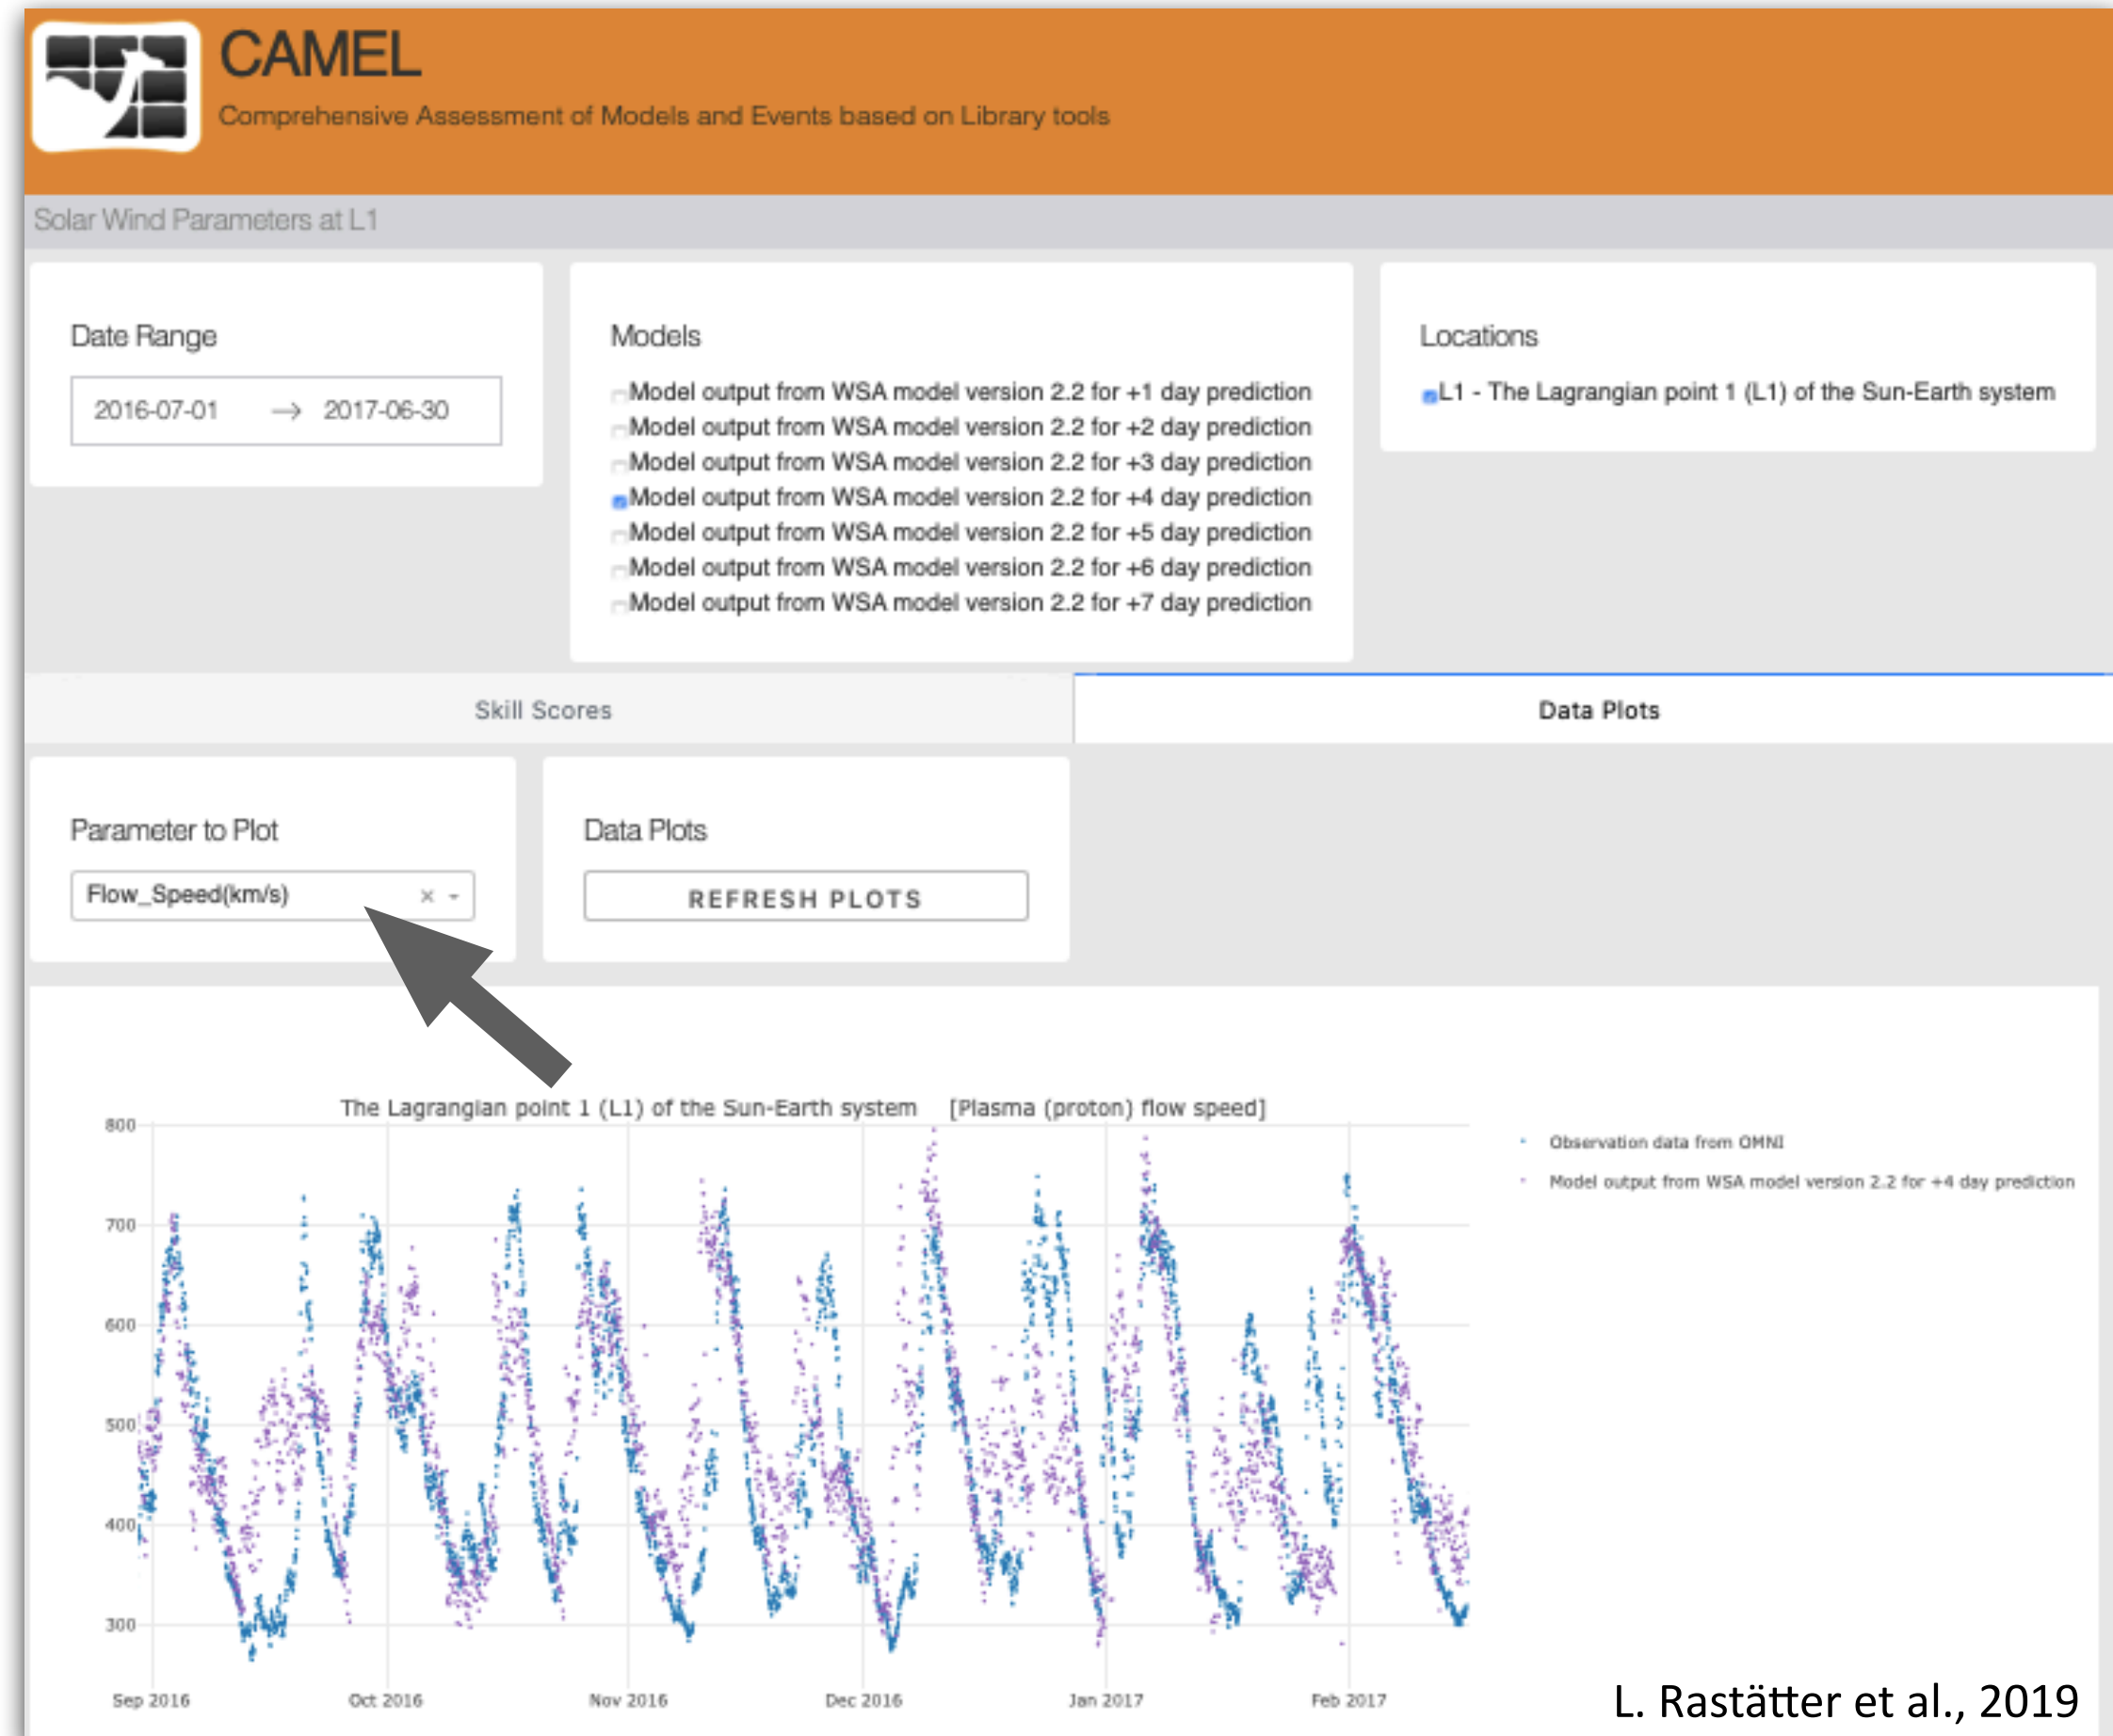 CAMEL
Comprehensive Assessment of Models and Events based on Library tools
Solar Wind Parameters at L1
Date Range
2016-07-01 → 2017-06-30
Models
Model output from WSA model version 2.2 for +1 day prediction
Model output from WSA model version 2.2 for +2 day prediction
Model output from WSA model version 2.2 for +3 day prediction
Model output from WSA model version 2.2 for +4 day prediction
Model output from WSA model version 2.2 for +5 day prediction
Model output from WSA model version 2.2 for +6 day prediction
Model output from WSA model version 2.2 for +7 day prediction
Locations
L1 - The Lagrangian point 1 (L1) of the Sun-Earth system
Skill Scores
Data Plots
Parameter to Plot
Flow_Speed(km/s) ×
Data Plots
REFRESH PLOTS
The Lagrangian point 1 (L1) of the Sun-Earth system [Plasma (proton) flow speed]
800
700
600
500
400
300
Sep 2016
Oct 2016
Nov 2016
Dec 2016
Jan 2017
Feb 2017
Observation data from OMNI
Model output from WSA model version 2.2 for +4 day prediction
L. Rastätter et al., 2019